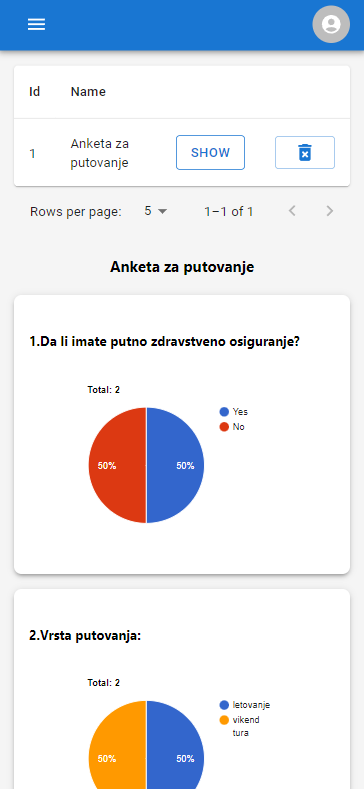 Id Name
1 Anketa za putovanje SHOW
Rows per page: 5 1–1 of 1
Anketa za putovanje
1.Da li imate putno zdravstveno osiguranje?
Total: 2
50% 50%
Yes
No
2.Vrsta putovanja:
Total: 2
50% 50%
letovanje
vikend
tura